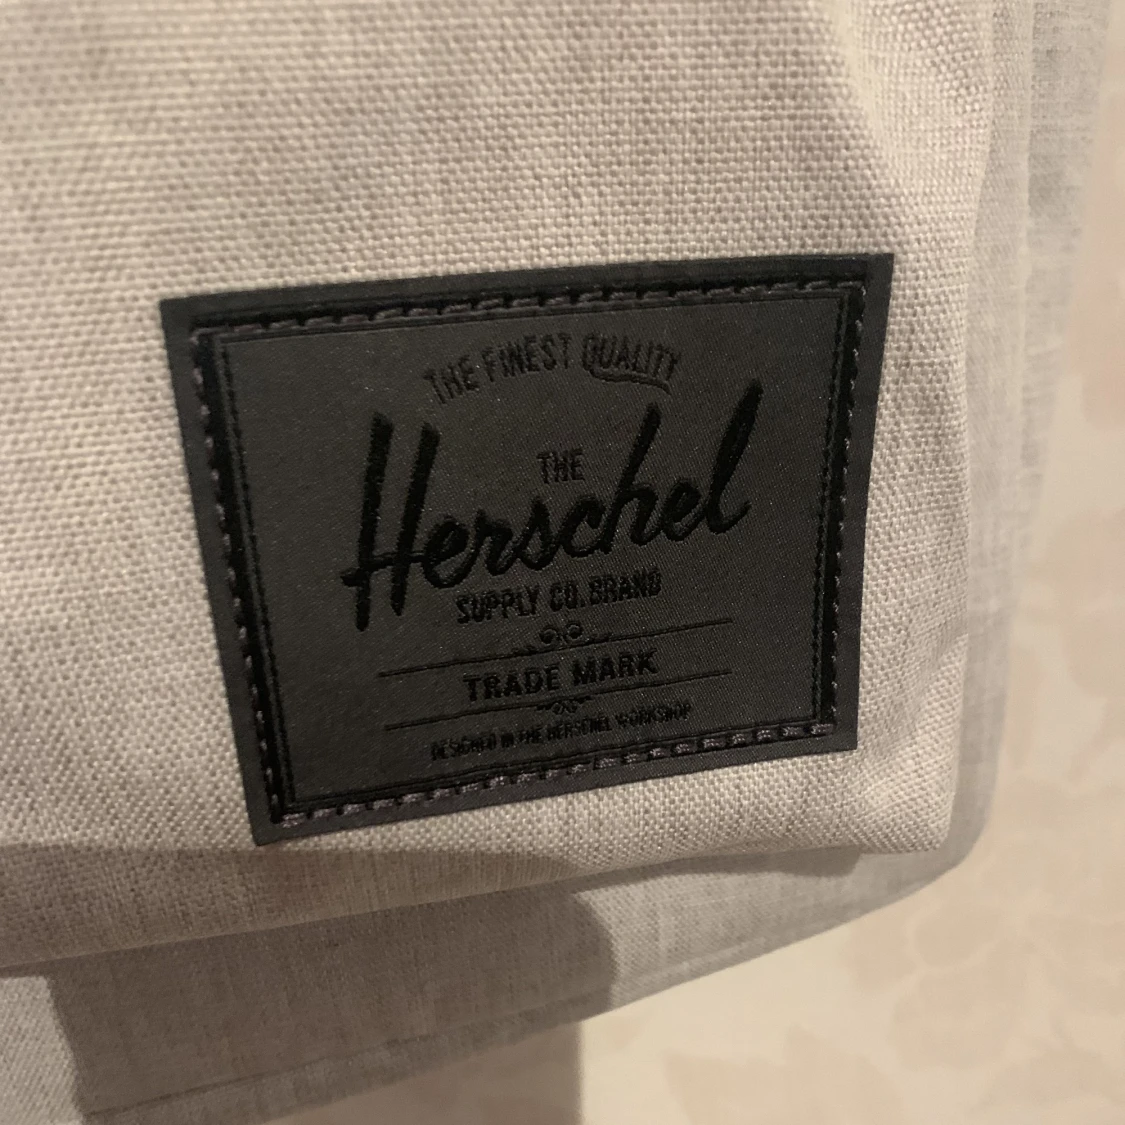 THE FINEST QUALITY
THE
Herschel
SUPPLY CO. BRAND
TRADE MARK
DESIGNED IN THE HERSCHEL WORKSHOP